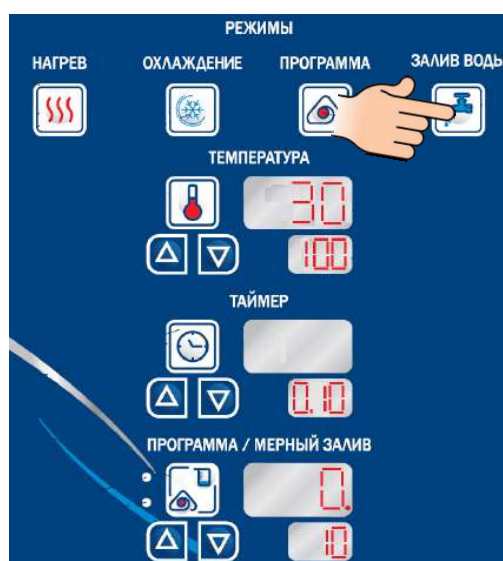 РЕЖИМЫ
НАГРЕВ ОХЛАЖДЕНИЕ ПРОГРАММА ЗАЛИВ ВОДЫ
ТЕМПЕРАТУРА
30
100
ТАЙМЕР
0.10
ПРОГРАММА / МЕРНЫЙ ЗАЛИВ
0.
10